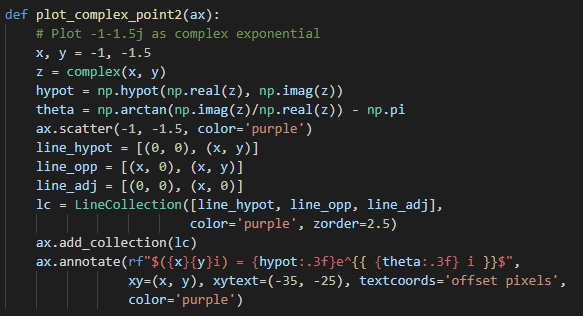 def plot_complex_point2(ax):
    # Plot -1-1.5j as complex exponential
    x, y = -1, -1.5
    z = complex(x, y)
    hypot = np.hypot(np.real(z), np.imag(z))
    theta = np.arctan(np.imag(z)/np.real(z)) - np.pi
    ax.scatter(-1, -1.5, color='purple')
    line_hypot = [(0, 0), (x, y)]
    line_opp = [(x, 0), (x, y)]
    line_adj = [(0, 0), (x, 0)]
    lc = LineCollection([line_hypot, line_opp, line_adj],
                        color='purple', zorder=2.5)
    ax.add_collection(lc)
    ax.annotate(rf"$({x}{y}i) = {hypot:.3f}e^{{ {theta:.3f} i }}$",
                xy=(x, y), xytext=(-35, -25), textcoords='offset pixels',
                color='purple')